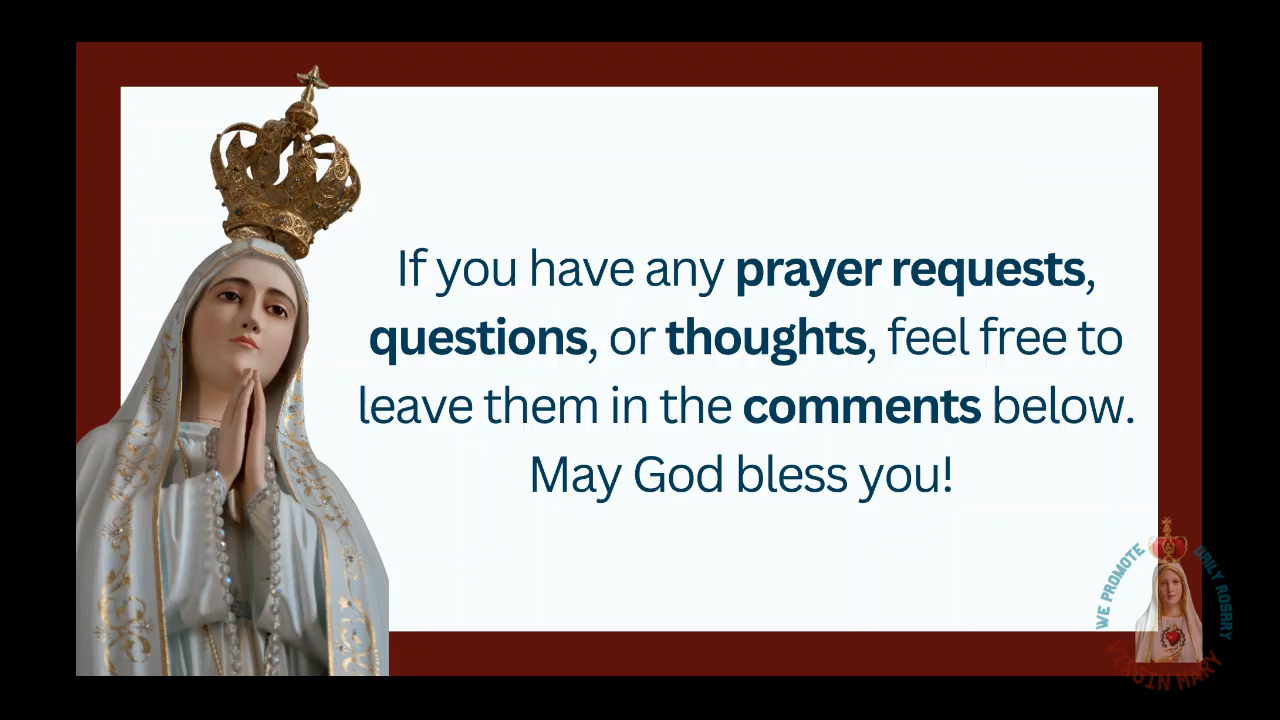 If you have any prayer requests,
questions, or thoughts, feel free to
leave them in the comments below.
May God bless you!
WE PROMOTE
DAILY ROSARY
VIRGIN MARY